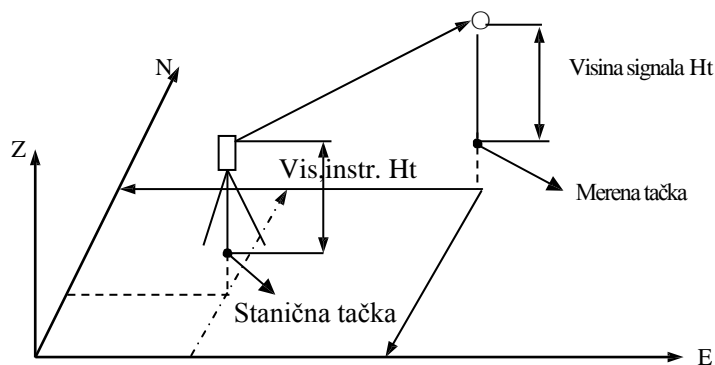 N
Visina signala Ht
Z
Vis,instr. Ht
Merena tačka
Stanična tačka
E